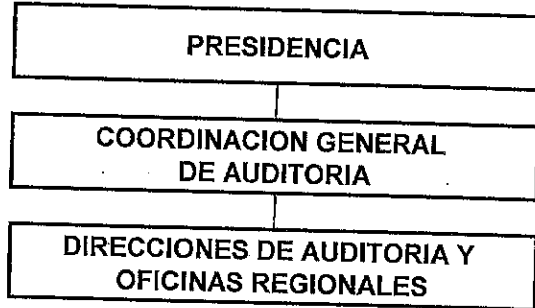 PRESIDENCIA
COORDINACION GENERAL
DE AUDITORIA
DIRECCIONES DE AUDITORIA Y
OFICINAS REGIONALES